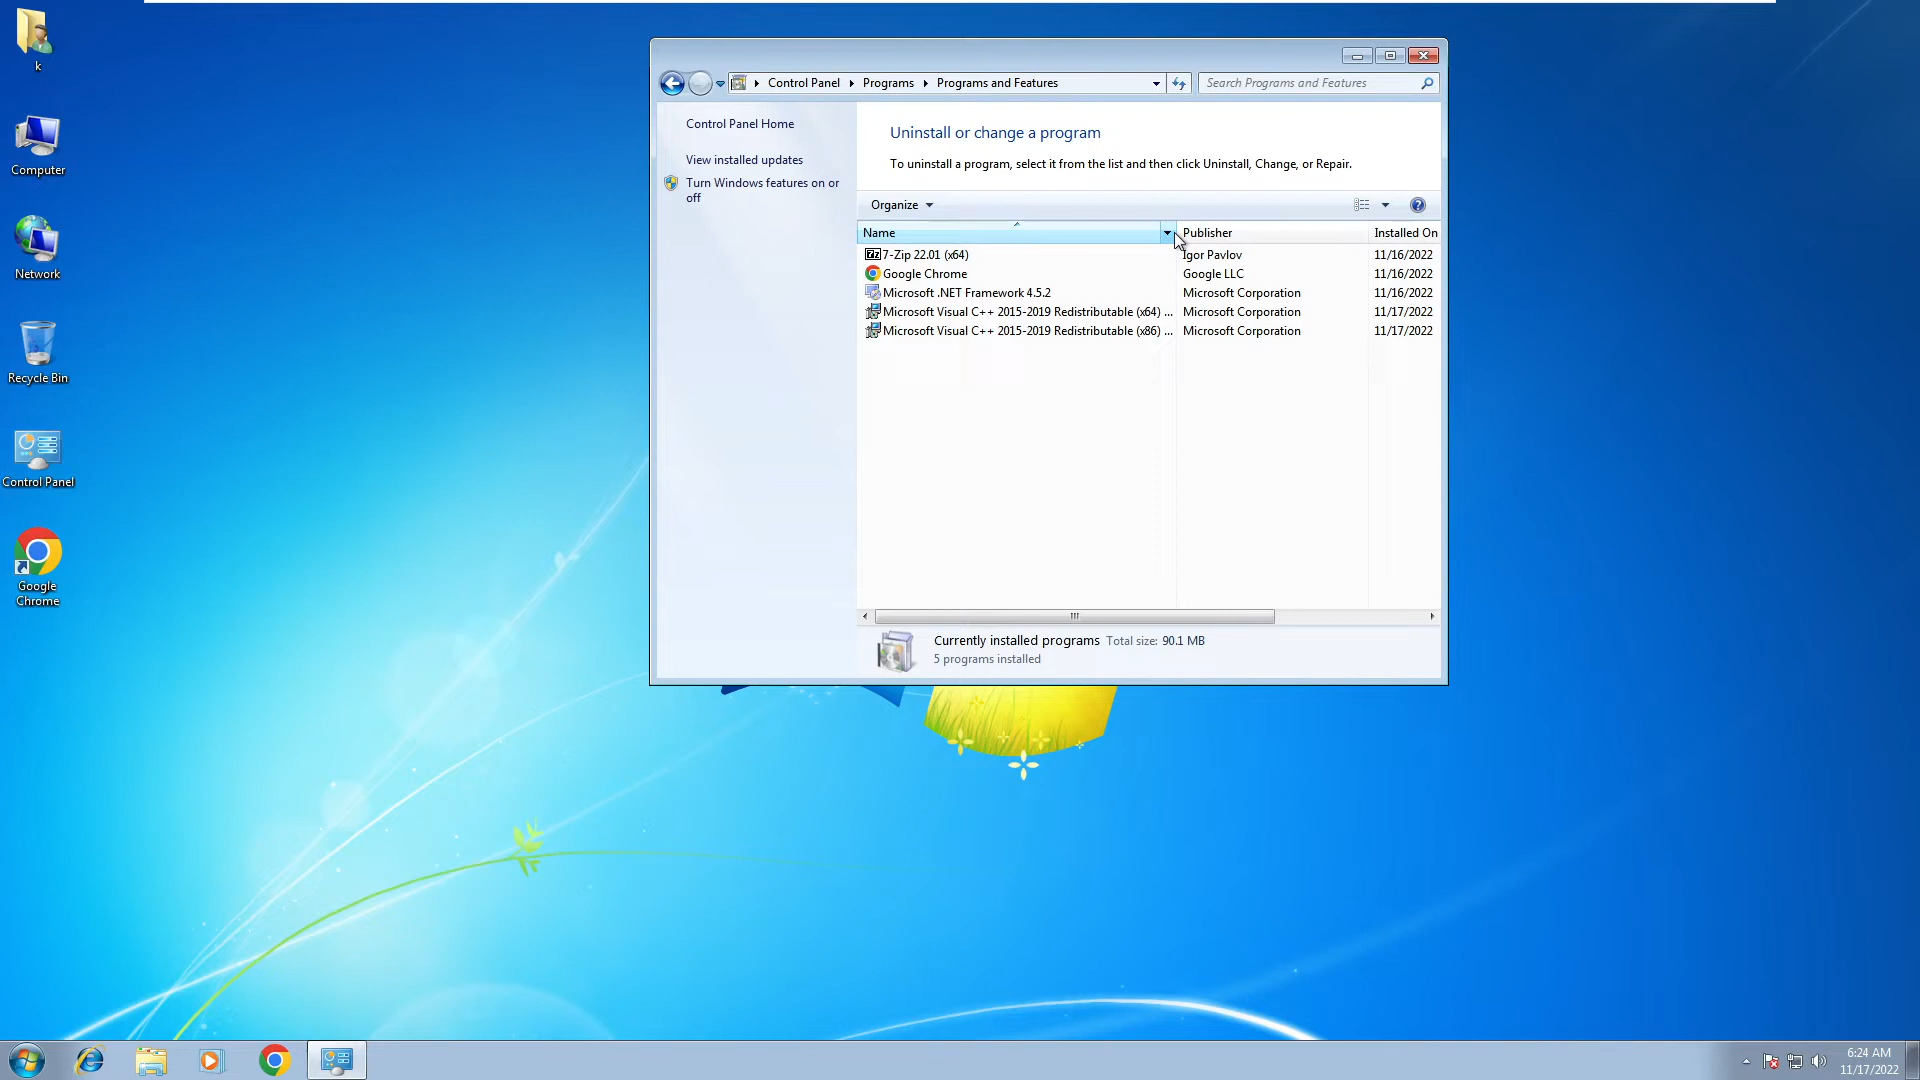 k
Computer
Network
Recycle Bin
Control Panel
Google
Chrome
Control Panel
Programs
Programs and Features
Search Programs and Features
Control Panel Home
View installed updates
Turn Windows features on or
off
Uninstall or change a program
To uninstall a program, select it from the list and then click Uninstall, Change, or Repair.
Organize
Name Publisher Installed On
7-Zip 22.01 (x64) Igor Pavlov 11/16/2022
Google Chrome Google LLC 11/16/2022
Microsoft .NET Framework 4.5.2 Microsoft Corporation 11/16/2022
Microsoft Visual C++ 2015-2019 Redistributable (x64) ... Microsoft Corporation 11/17/2022
Microsoft Visual C++ 2015-2019 Redistributable (x86) ... Microsoft Corporation 11/17/2022
Currently installed programs Total size: 90.1 MB
5 programs installed
6:24 AM
11/17/2022